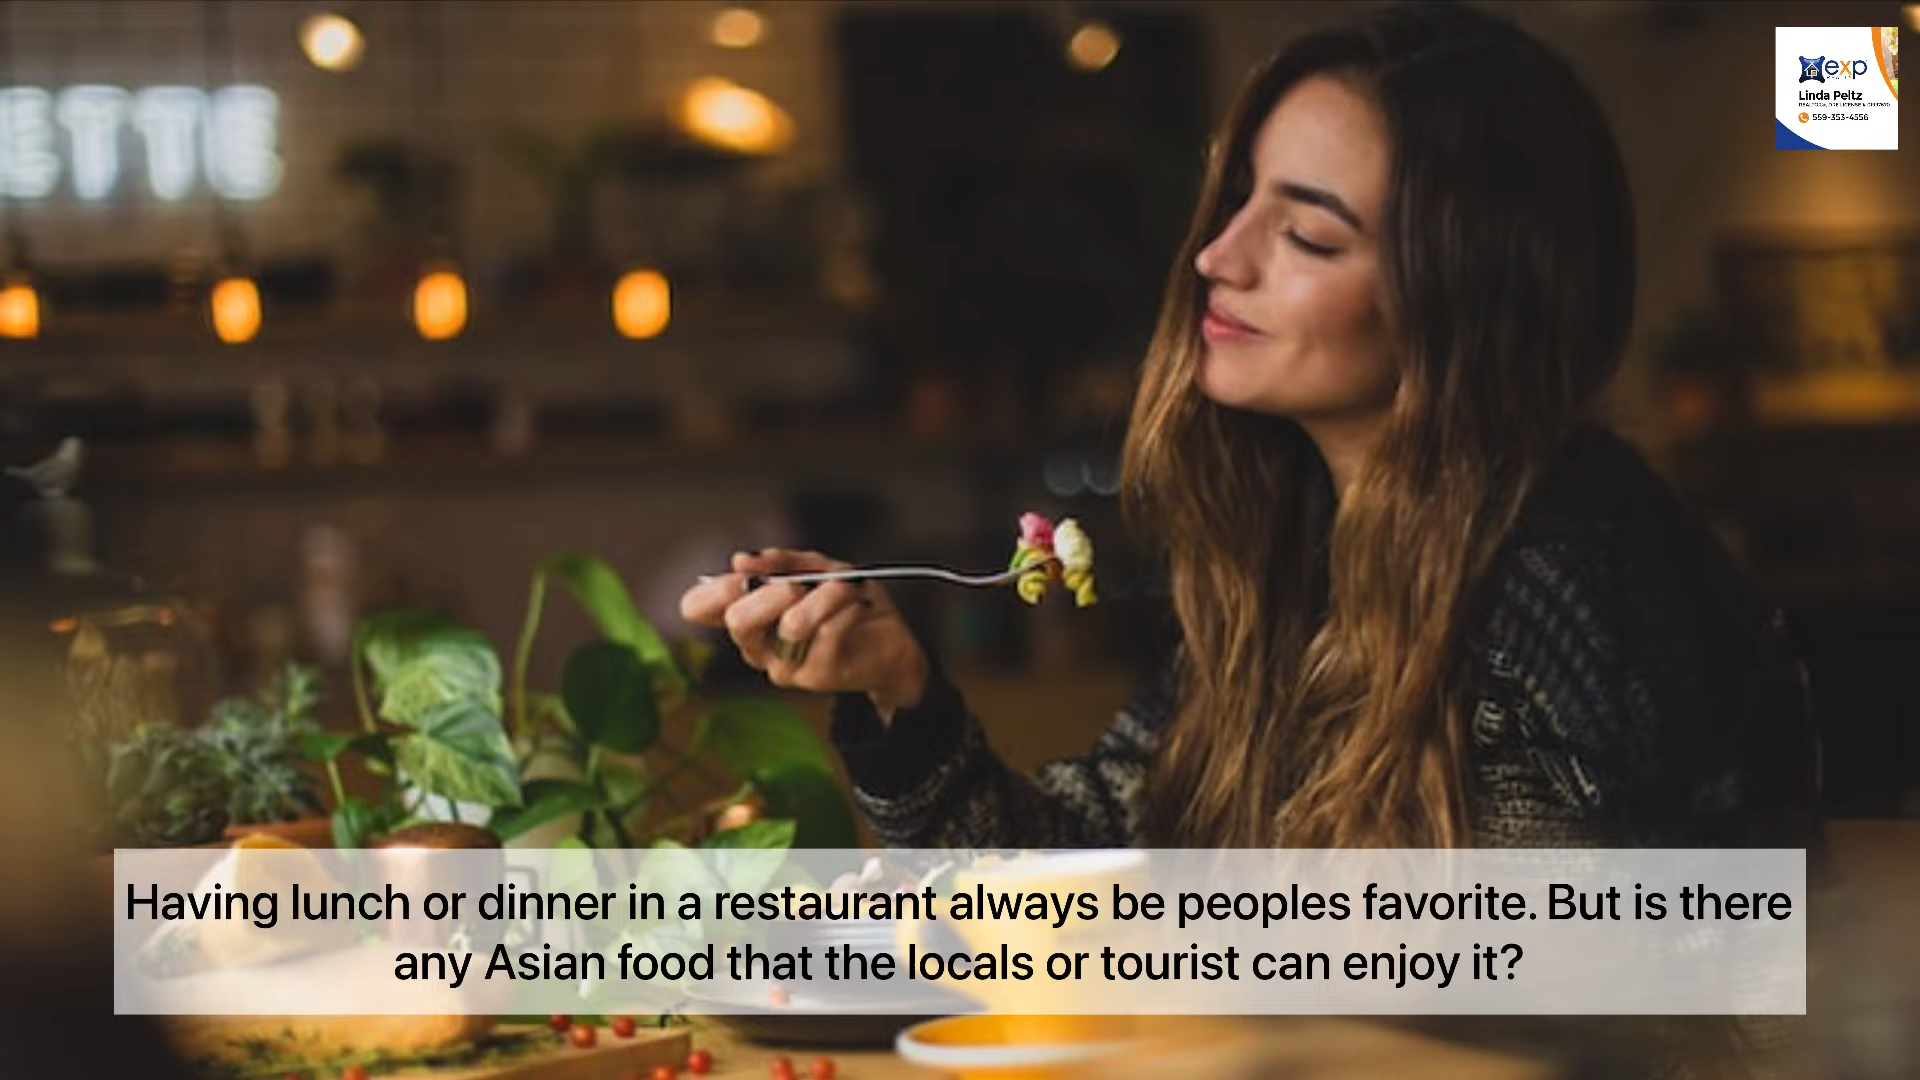 ETTE
exp
Linda Peltz
559-353-4556
Having lunch or dinner in a restaurant always be peoples favorite. But is there
any Asian food that the locals or tourist can enjoy it?